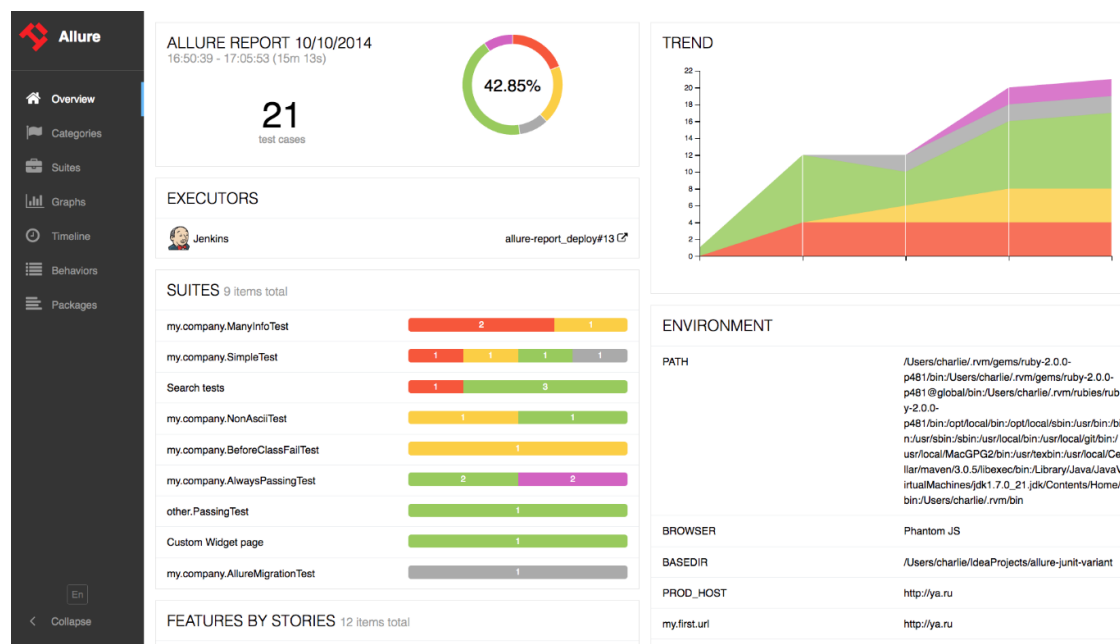 Allure
Overview
Categories
Suites
Graphs
Timeline
Behaviors
Packages
En
Collapse
ALLURE REPORT 10/10/2014
16:50:39 - 17:05:53 (15m 13s)
21
test cases
42.85%
EXECUTORS
Jenkins
allure-report_deploy#13
SUITES 9 items total
my.company.ManyInfoTest 2 1
my.company.SimpleTest 1 1 1 1
Search tests 1 3
my.company.NonAsciiTest 1 1
my.company.BeforeClassFailTest 1
my.company.AlwaysPassingTest 2 2
other.PassingTest 1
Custom Widget page 1
my.company.AllureMigrationTest 1
FEATURES BY STORIES 12 items total
TREND
22
20
18
16
14
12
10
8
6
4
2
0
ENVIRONMENT
PATH
/Users/charlie/.rvm/gems/ruby-2.0.0-
p481/bin:/Users/charlie/.rvm/gems/ruby-2.0.0-
p481@global/bin:/Users/charlie/.rvm/rubies/rub
y-2.0.0-
p481/bin:/opt/local/bin:/opt/local/sbin:/usr/bin:/bi
n:/usr/sbin:/sbin:/usr/local/bin:/usr/local/git/bin:/
usr/local/MacGPG2/bin:/usr/texbin:/usr/local/Ce
llar/maven/3.0.5/libexec/bin:/Library/Java/JavaV
irtualMachines/jdk1.7.0_21.jdk/Contents/Home/
bin:/Users/charlie/.rvm/bin
BROWSER Phantom JS
BASEDIR /Users/charlie/IdeaProjects/allure-junit-variant
PROD_HOST http://ya.ru
my.first.url http://ya.ru